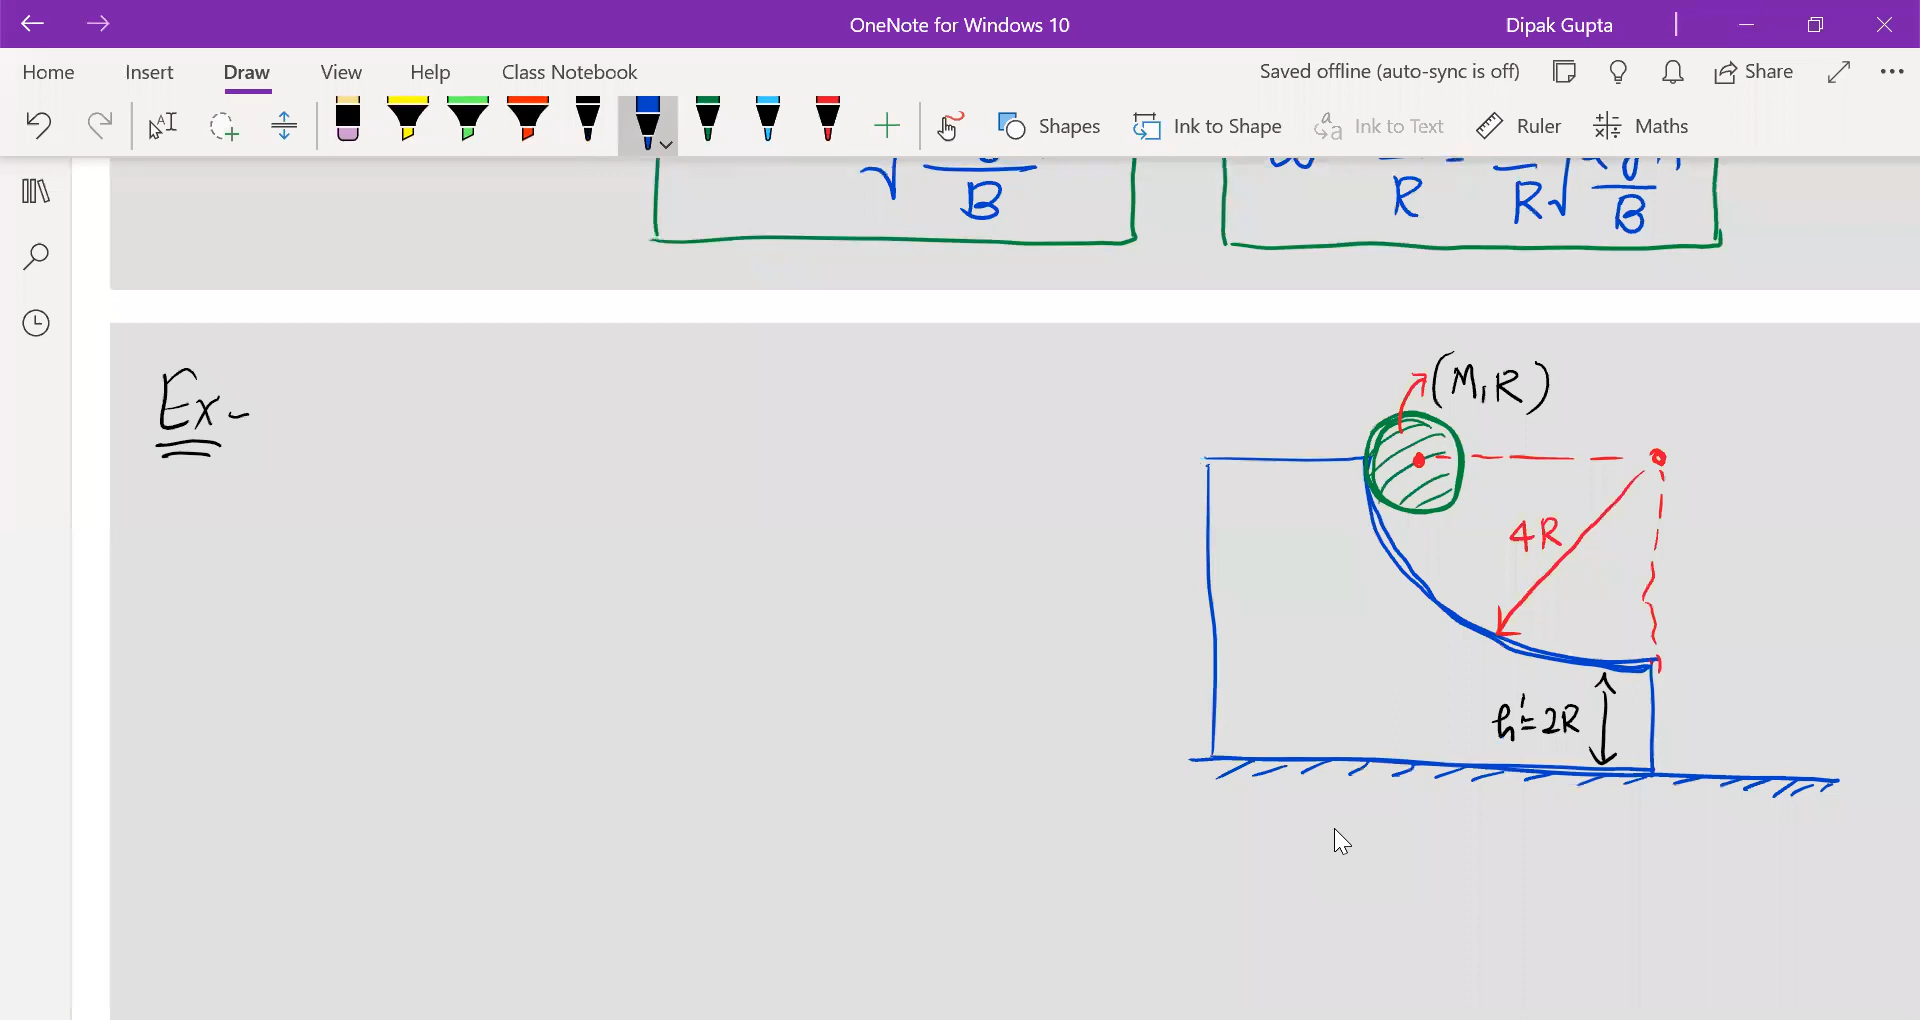 OneNote for Windows 10
Dipak Gupta
Home Insert Draw View Help Class Notebook
Saved offline (auto-sync is off)
Share
Shapes
Ink to Shape
Ink to Text
Ruler
Maths
B
R
R
B
Ex-
(M, R)
4R
h'=2R